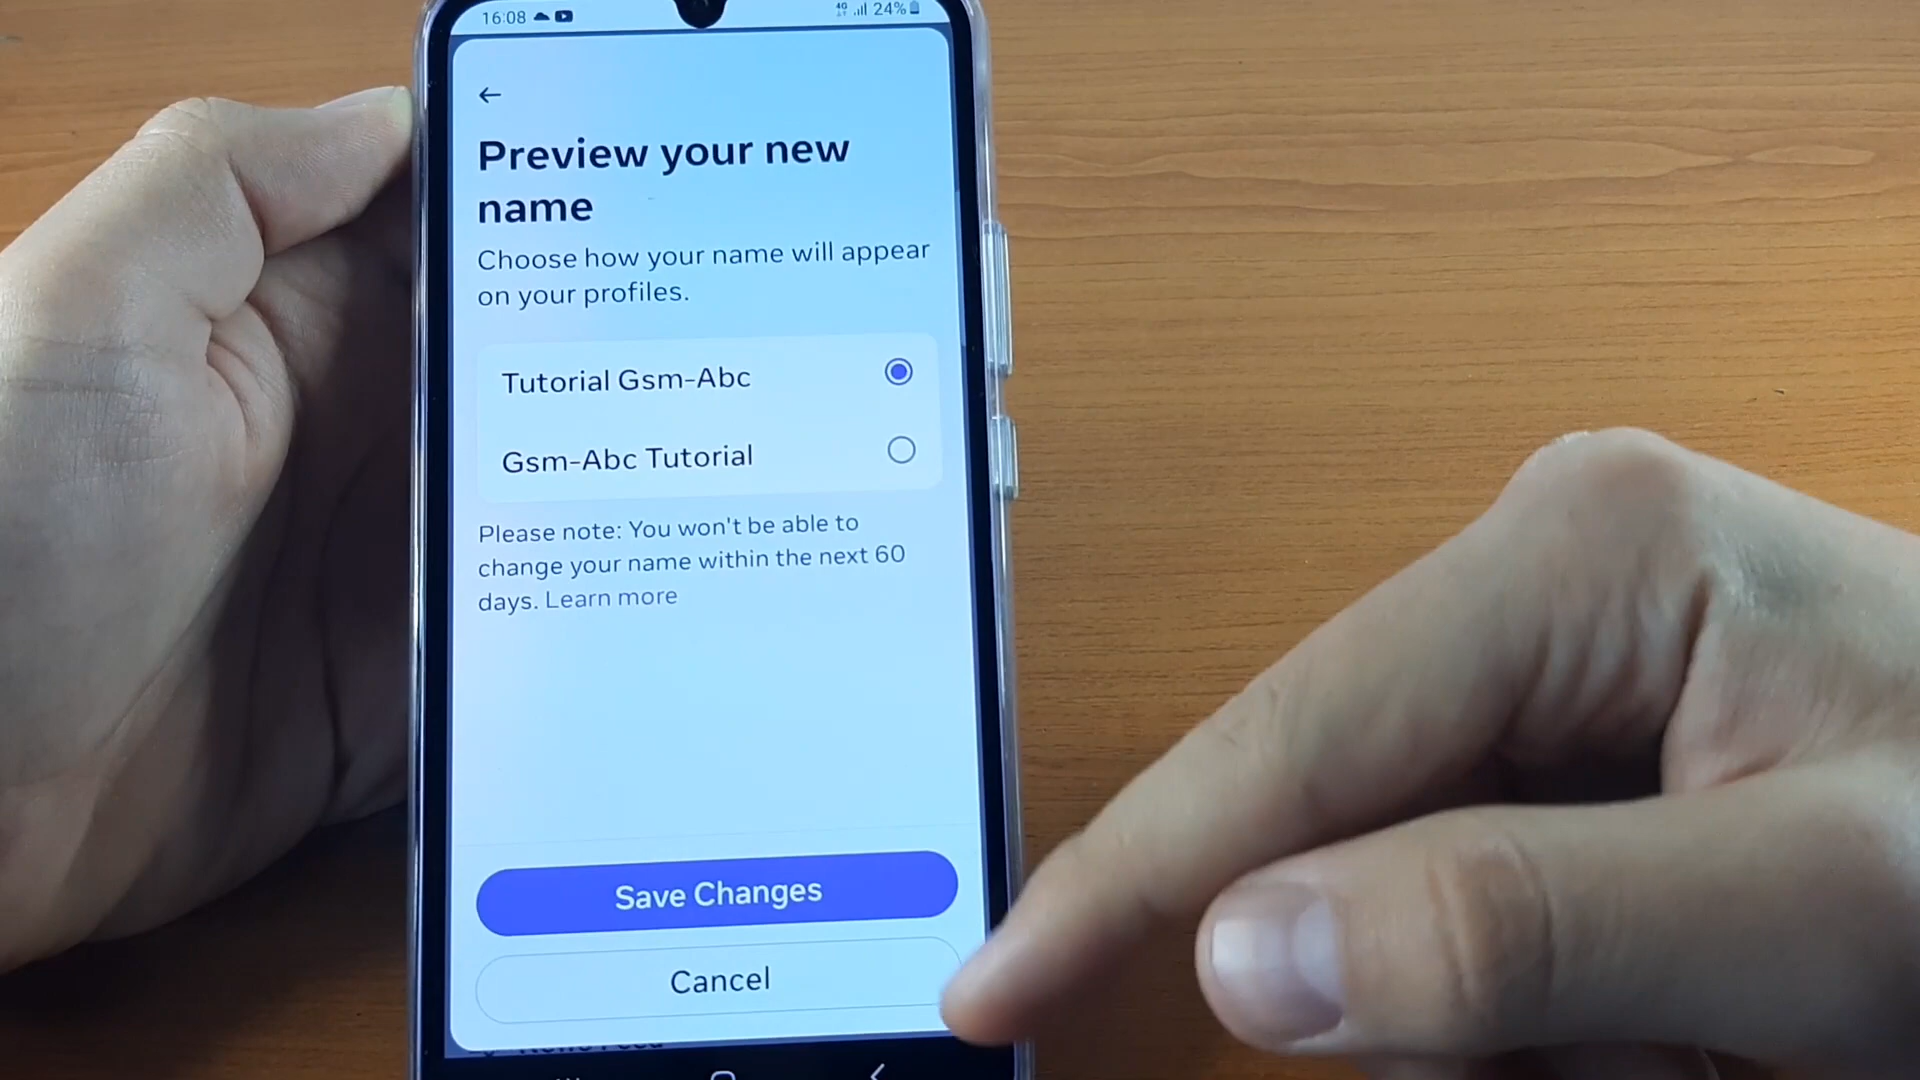 16:08
4G 24%
Preview your new
name
Choose how your name will appear
on your profiles.
Tutorial Gsm-Abc
Gsm-Abc Tutorial
Please note: You won't be able to
change your name within the next 60
days. Learn more
Save Changes
Cancel